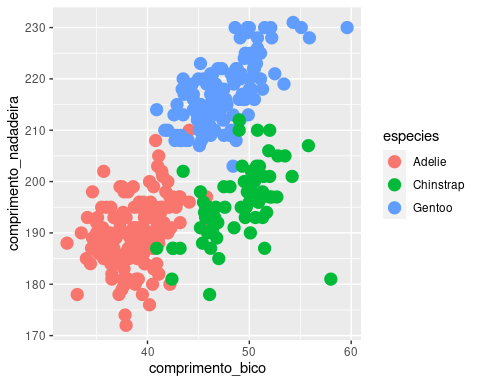 230
220
210
200
190
180
170
comprimento_nadadeira
40
50
60
comprimento_bico
especies
Adelie
Chinstrap
Gentoo